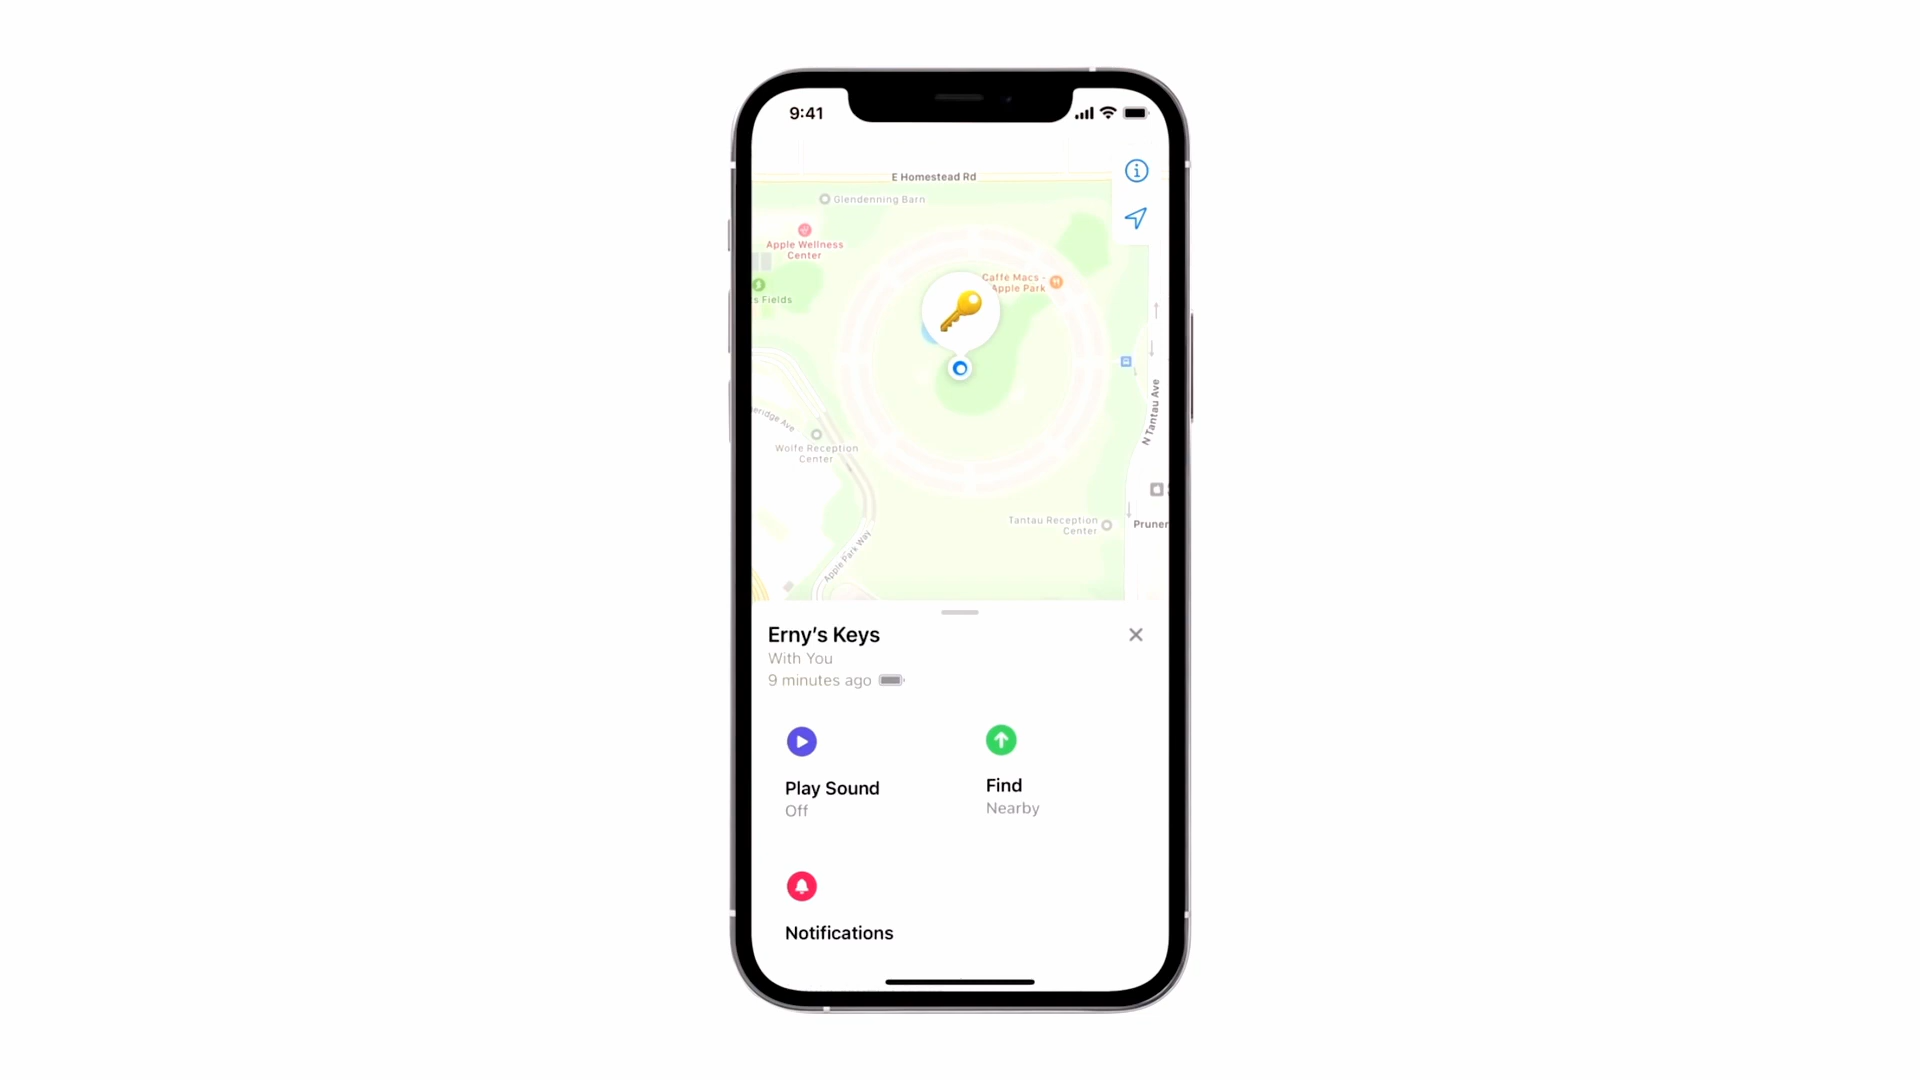 9:41
E Homestead Rd
Glendenning Barn
Apple Wellness
Center
Caffe Macs -
Apple Park
s Fields
N Tantau Ave
eridge Ave
Wolfe Reception
Center
Tantau Reception
Center
Pruner
Apple Park Way
Erny's Keys
With You
9 minutes ago
Play Sound
Off
Find
Nearby
Notifications